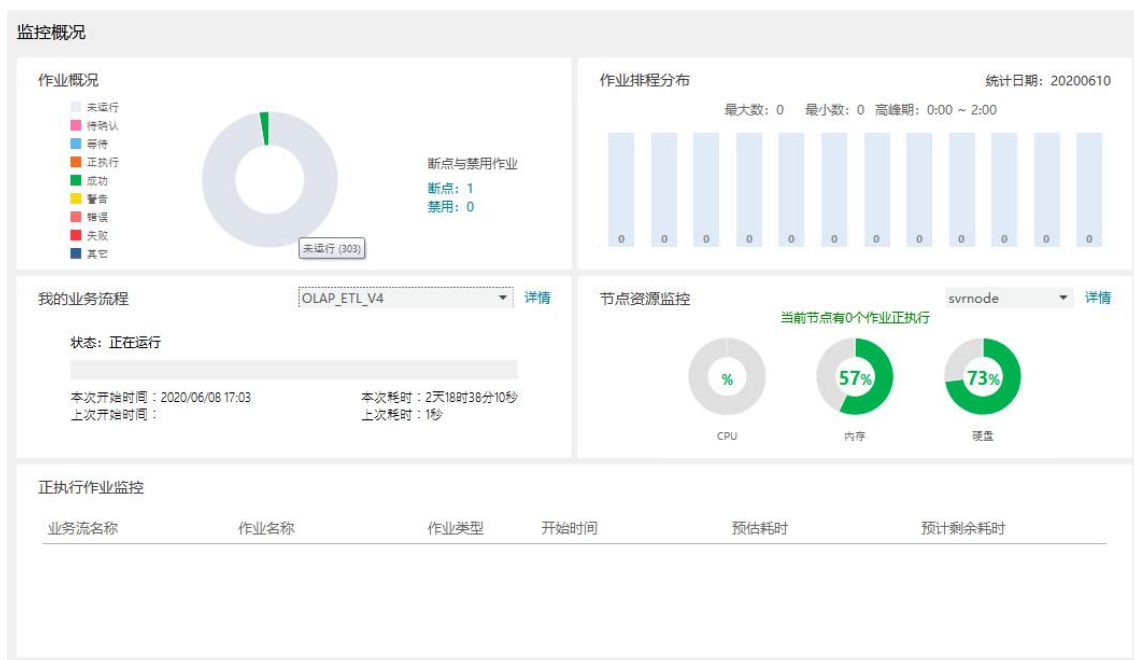 监控概况
作业概况
未运行
待确认
等待
正执行
成功
警告
错误
失败
其它
未运行 (303)
断点与禁用作业
断点：1
禁用：0
作业排程分布
统计日期：20200610
最大数：0 最小数：0 高峰期：0:00 ~ 2:00
0 0 0 0 0 0 0 0 0 0 0 0
我的业务流程
OLAP_ETL_V4
详情
状态：正在运行
本次开始时间：2020/06/08 17:03
本次耗时：2天18时38分10秒
上次开始时间：
上次耗时：1秒
节点资源监控
svrnode
详情
当前节点有0个作业正执行
% 57% 73%
CPU 内存 硬盘
正执行作业监控
业务流名称 作业名称 作业类型 开始时间 预估耗时 预计剩余耗时